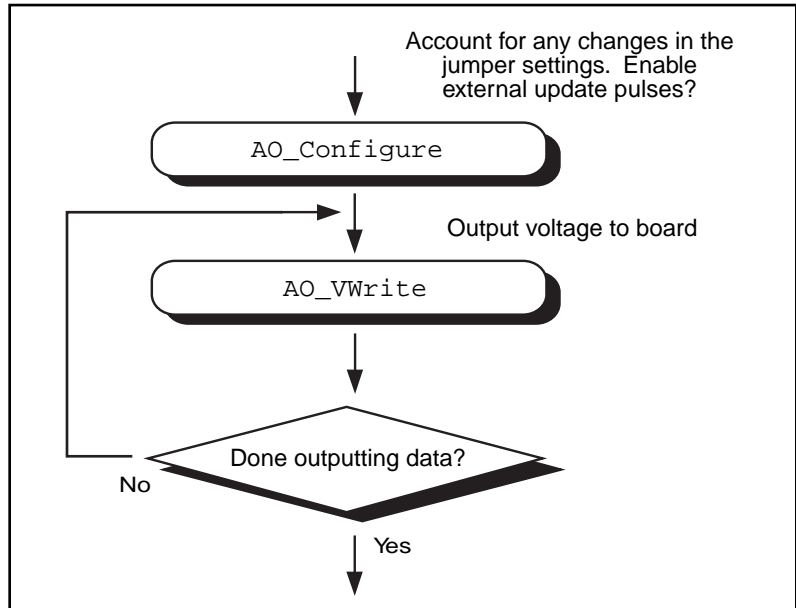 Account for any changes in the
jumper settings. Enable
external update pulses?
AO_Configure
Output voltage to board
AO_VWrite
Done outputting data?
No
Yes